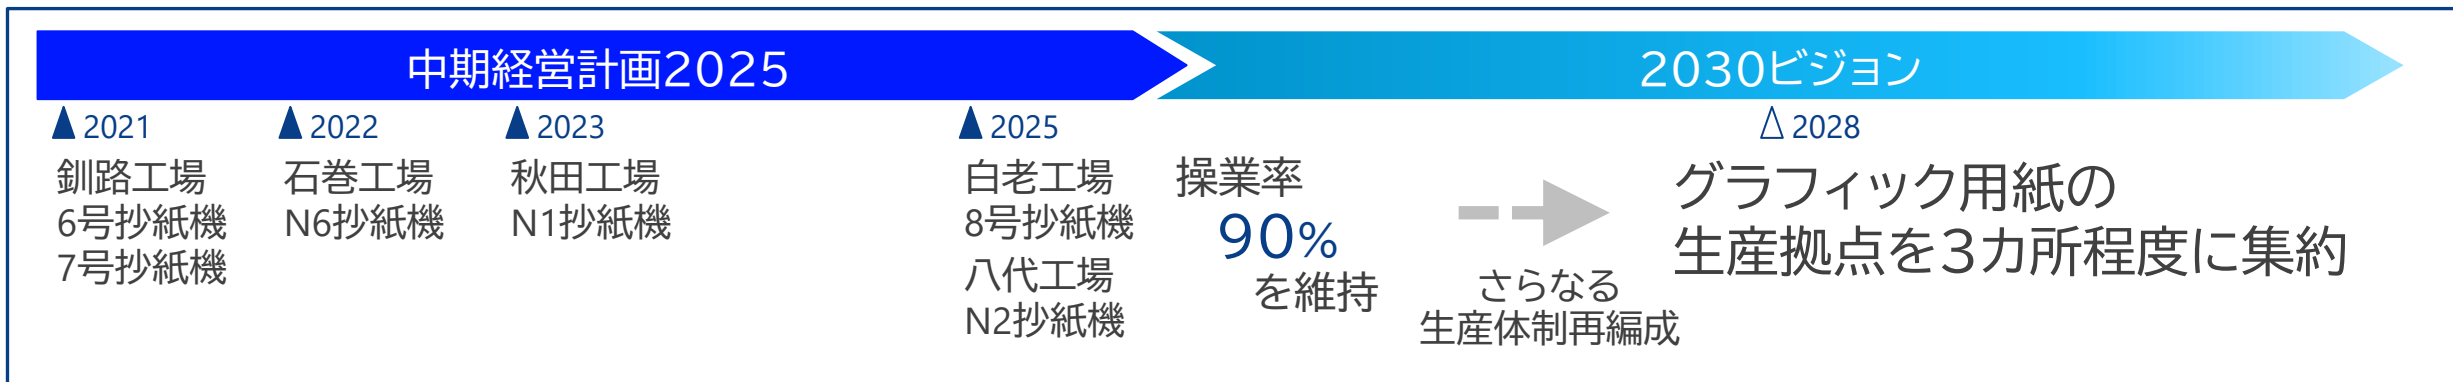 中期経営計画2025
2030ビジョン
2021
釧路工場
6号抄紙機
7号抄紙機
2022
石巻工場
N6抄紙機
2023
秋田工場
N1抄紙機
2025
白老工場
8号抄紙機
八代工場
N2抄紙機
操業率
90%
を維持
さらなる
生産体制再編成
2028
グラフィック用紙の
生産拠点を3カ所程度に集約